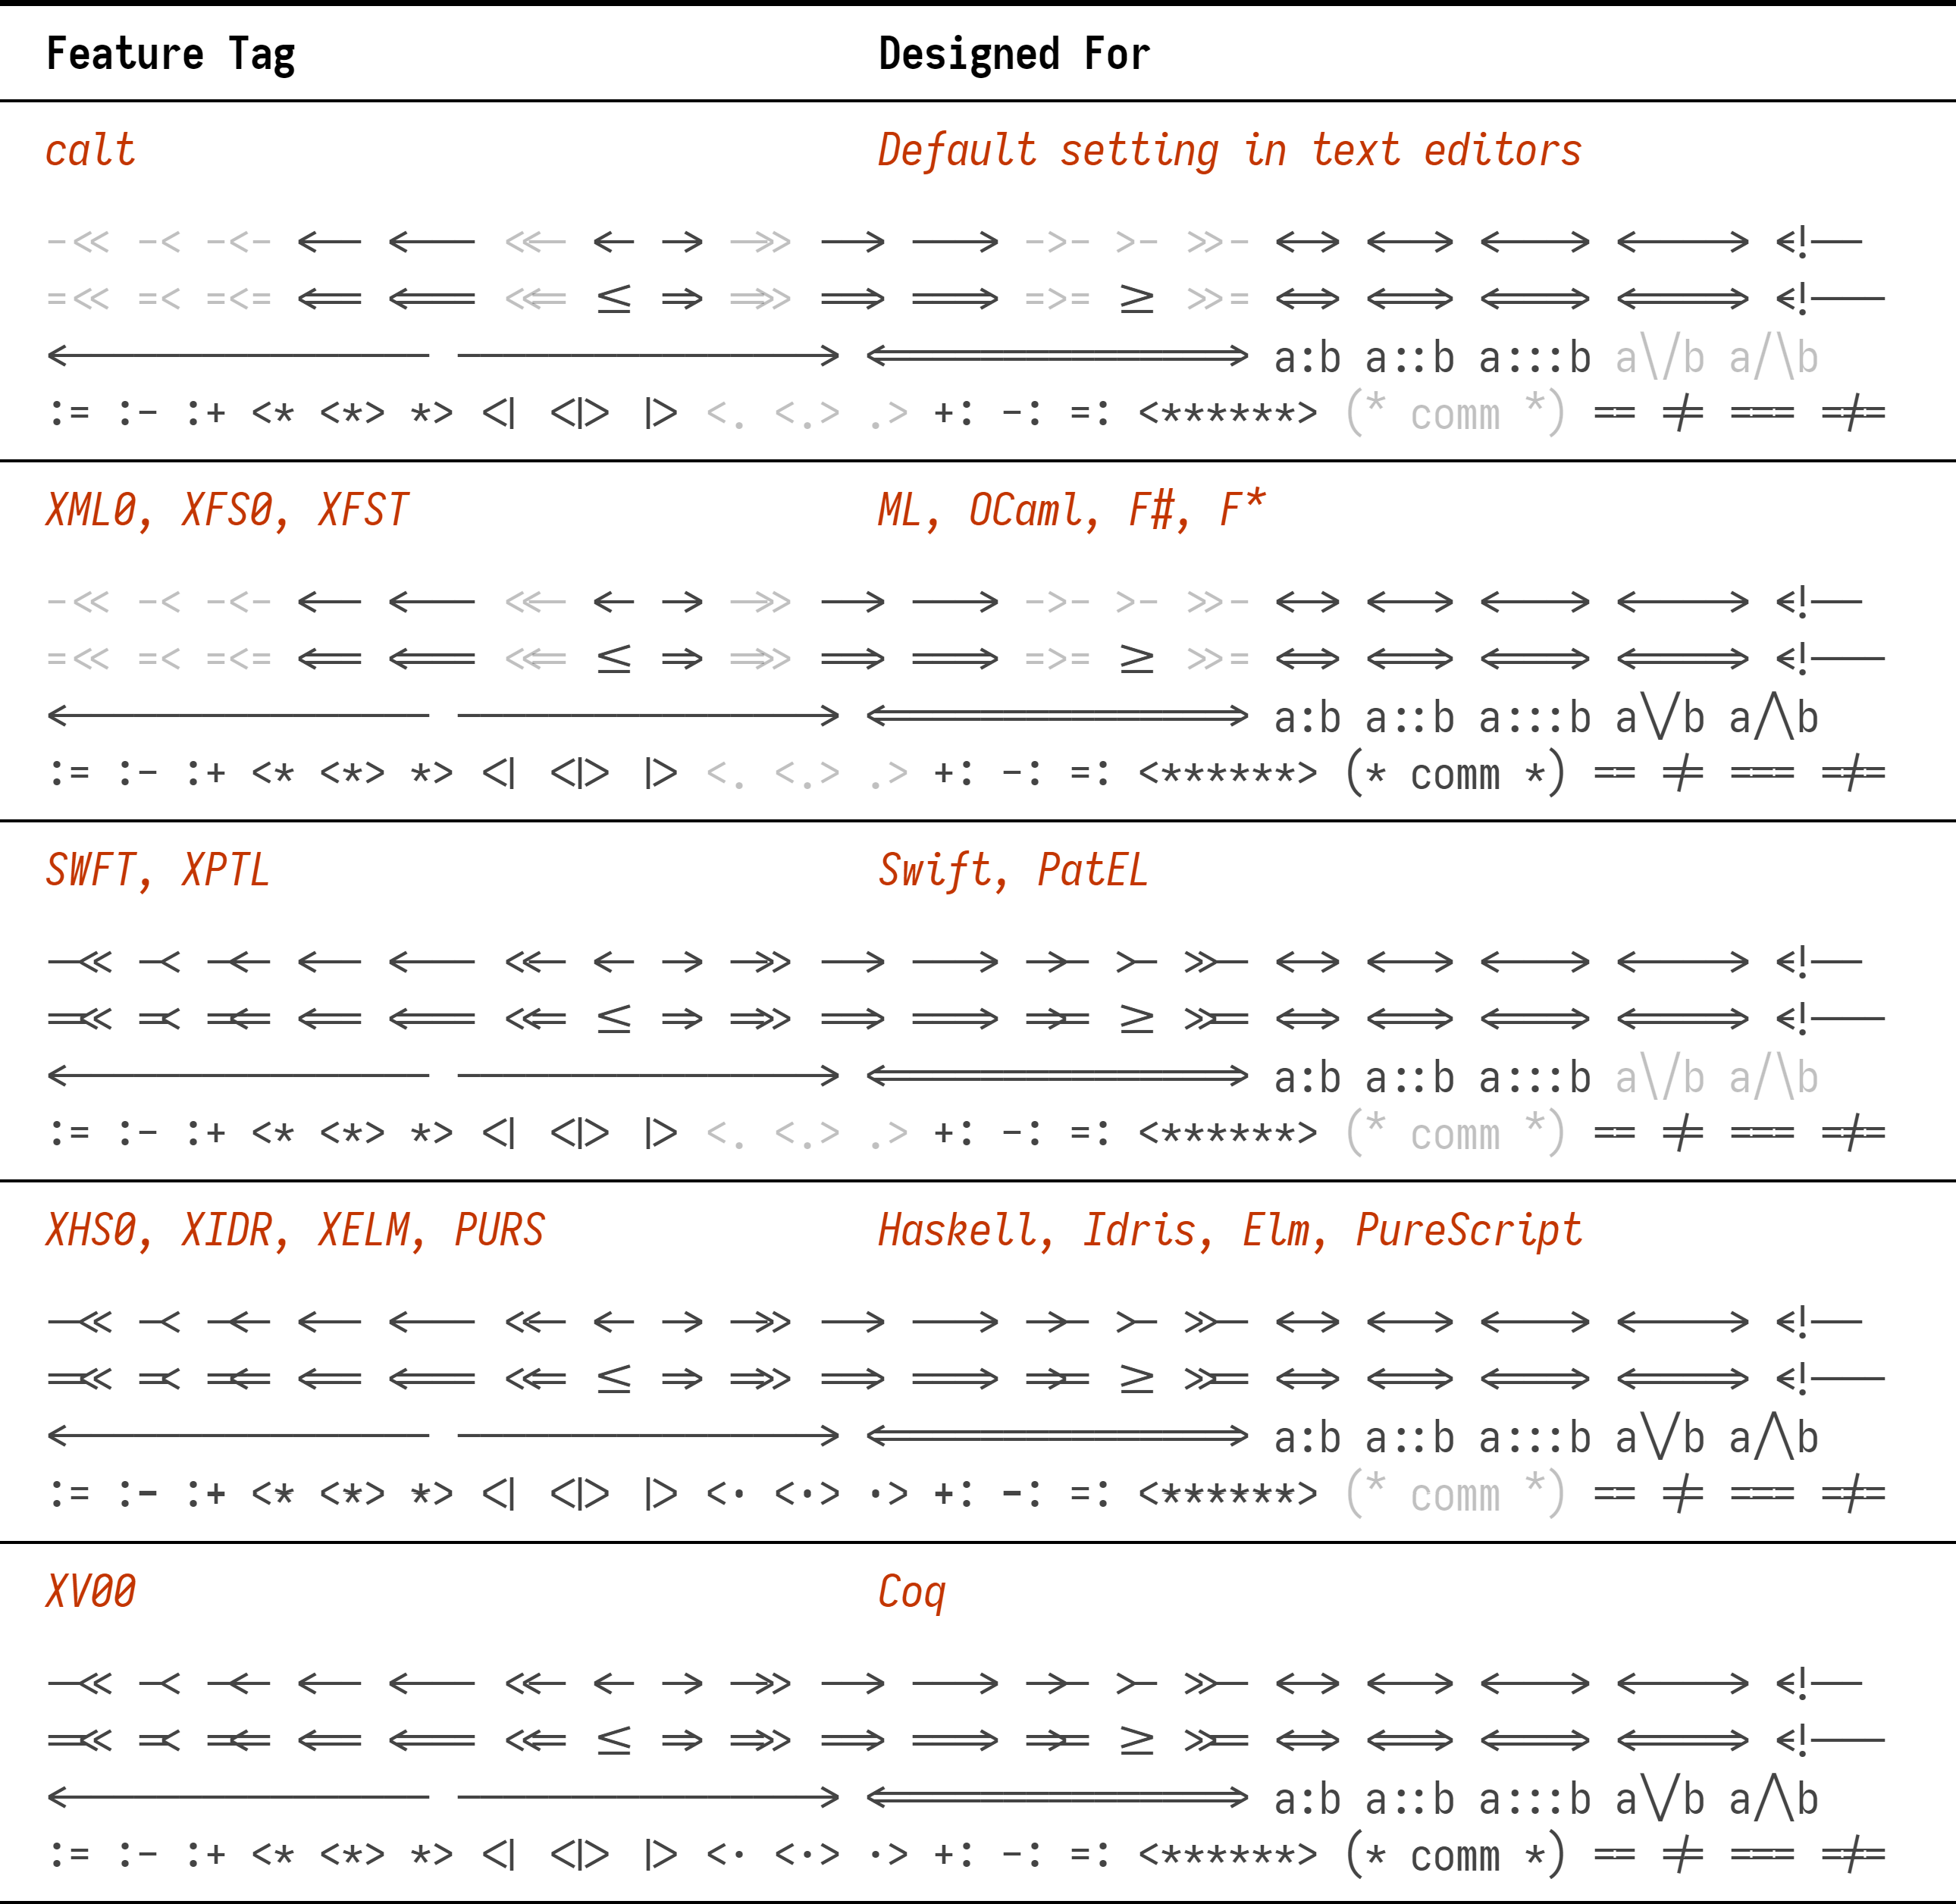 Feature Tag Designed For
calt Default setting in text editors
-<< -< -<- <-- <--- <<- <- -> ->> --> ---> ->- >- >>- <-> <--> <---> <----> <!--
=<< =< =<= <== <=== <<= <= => =>> ==> ===> =>= >= >>= <=> <==> <===> <====> <!---
<---------------- ----------------> <===============> a:b a::b a:::b a\/b a/\b
:= :- :+ <* <*> *> <| <|> |> <. <.> .> +: -: =: <******> (* comm *) == != === !==
XML0, XFS0, XFST ML, OCaml, F#, F*
-<< -< -<- <-- <--- <<- <- -> ->> --> ---> ->- >- >>- <-> <--> <---> <----> <!--
=<< =< =<= <== <=== <<= <= => =>> ==> ===> =>= >= >>= <=> <==> <===> <====> <!---
<---------------- ----------------> <===============> a:b a::b a:::b a\/b a/\b
:= :- :+ <* <*> *> <| <|> |> <. <.> .> +: -: =: <******> (* comm *) == != === !==
SWFT, XPTL Swift, PatEL
-<< -< -<- <-- <--- <<- <- -> ->> --> ---> ->- >- >>- <-> <--> <---> <----> <!--
=<< =< =<= <== <=== <<= <= => =>> ==> ===> =>= >= >>= <=> <==> <===> <====> <!---
<---------------- ----------------> <===============> a:b a::b a:::b a\/b a/\b
:= :- :+ <* <*> *> <| <|> |> <. <.> .> +: -: =: <******> (* comm *) == != === !==
XHS0, XIDR, XELM, PURS Haskell, Idris, Elm, PureScript
-<< -< -<- <-- <--- <<- <- -> ->> --> ---> ->- >- >>- <-> <--> <---> <----> <!--
=<< =< =<= <== <=== <<= <= => =>> ==> ===> =>= >= >>= <=> <==> <===> <====> <!---
<---------------- ----------------> <===============> a:b a::b a:::b a\/b a/\b
:= :- :+ <* <*> *> <| <|> |> <. <.> .> +: -: =: <******> (* comm *) == != === !==
XV00 Coq
-<< -< -<- <-- <--- <<- <- -> ->> --> ---> ->- >- >>- <-> <--> <---> <----> <!--
=<< =< =<= <== <=== <<= <= => =>> ==> ===> =>= >= >>= <=> <==> <===> <====> <!---
<---------------- ----------------> <===============> a:b a::b a:::b a\/b a/\b
:= :- :+ <* <*> *> <| <|> |> <. <.> .> +: -: =: <******> (* comm *) == != === !==